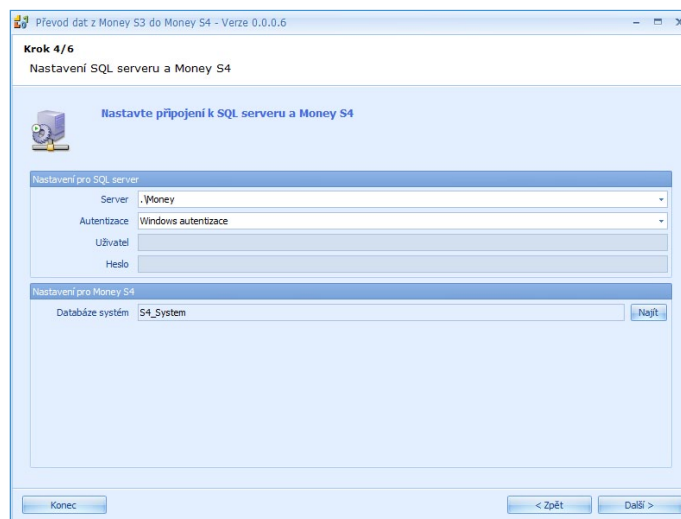 Převod dat z Money S3 do Money S4 - Verze 0.0.0.6
Krok 4/6
Nastavení SQL serveru a Money S4
Nastavte připojení k SQL serveru a Money S4
Nastavení pro SQL server
Server .\Money
Autentizace Windows autentizace
Uživatel
Heslo
Nastavení pro Money S4
Databáze systém S4_System Najít
Konec < Zpět Další >